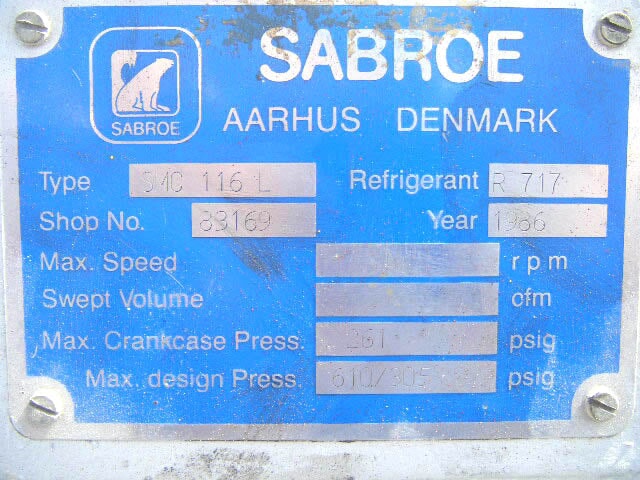 SABROE
SABROE
AARHUS DENMARK
Type SMC 116 L Refrigerant R 717
Shop No. 83169 Year 1986
Max. Speed rpm
Swept Volume cfm
Max. Crankcase Press. 261 psig
Max. design Press. 610/305 psig